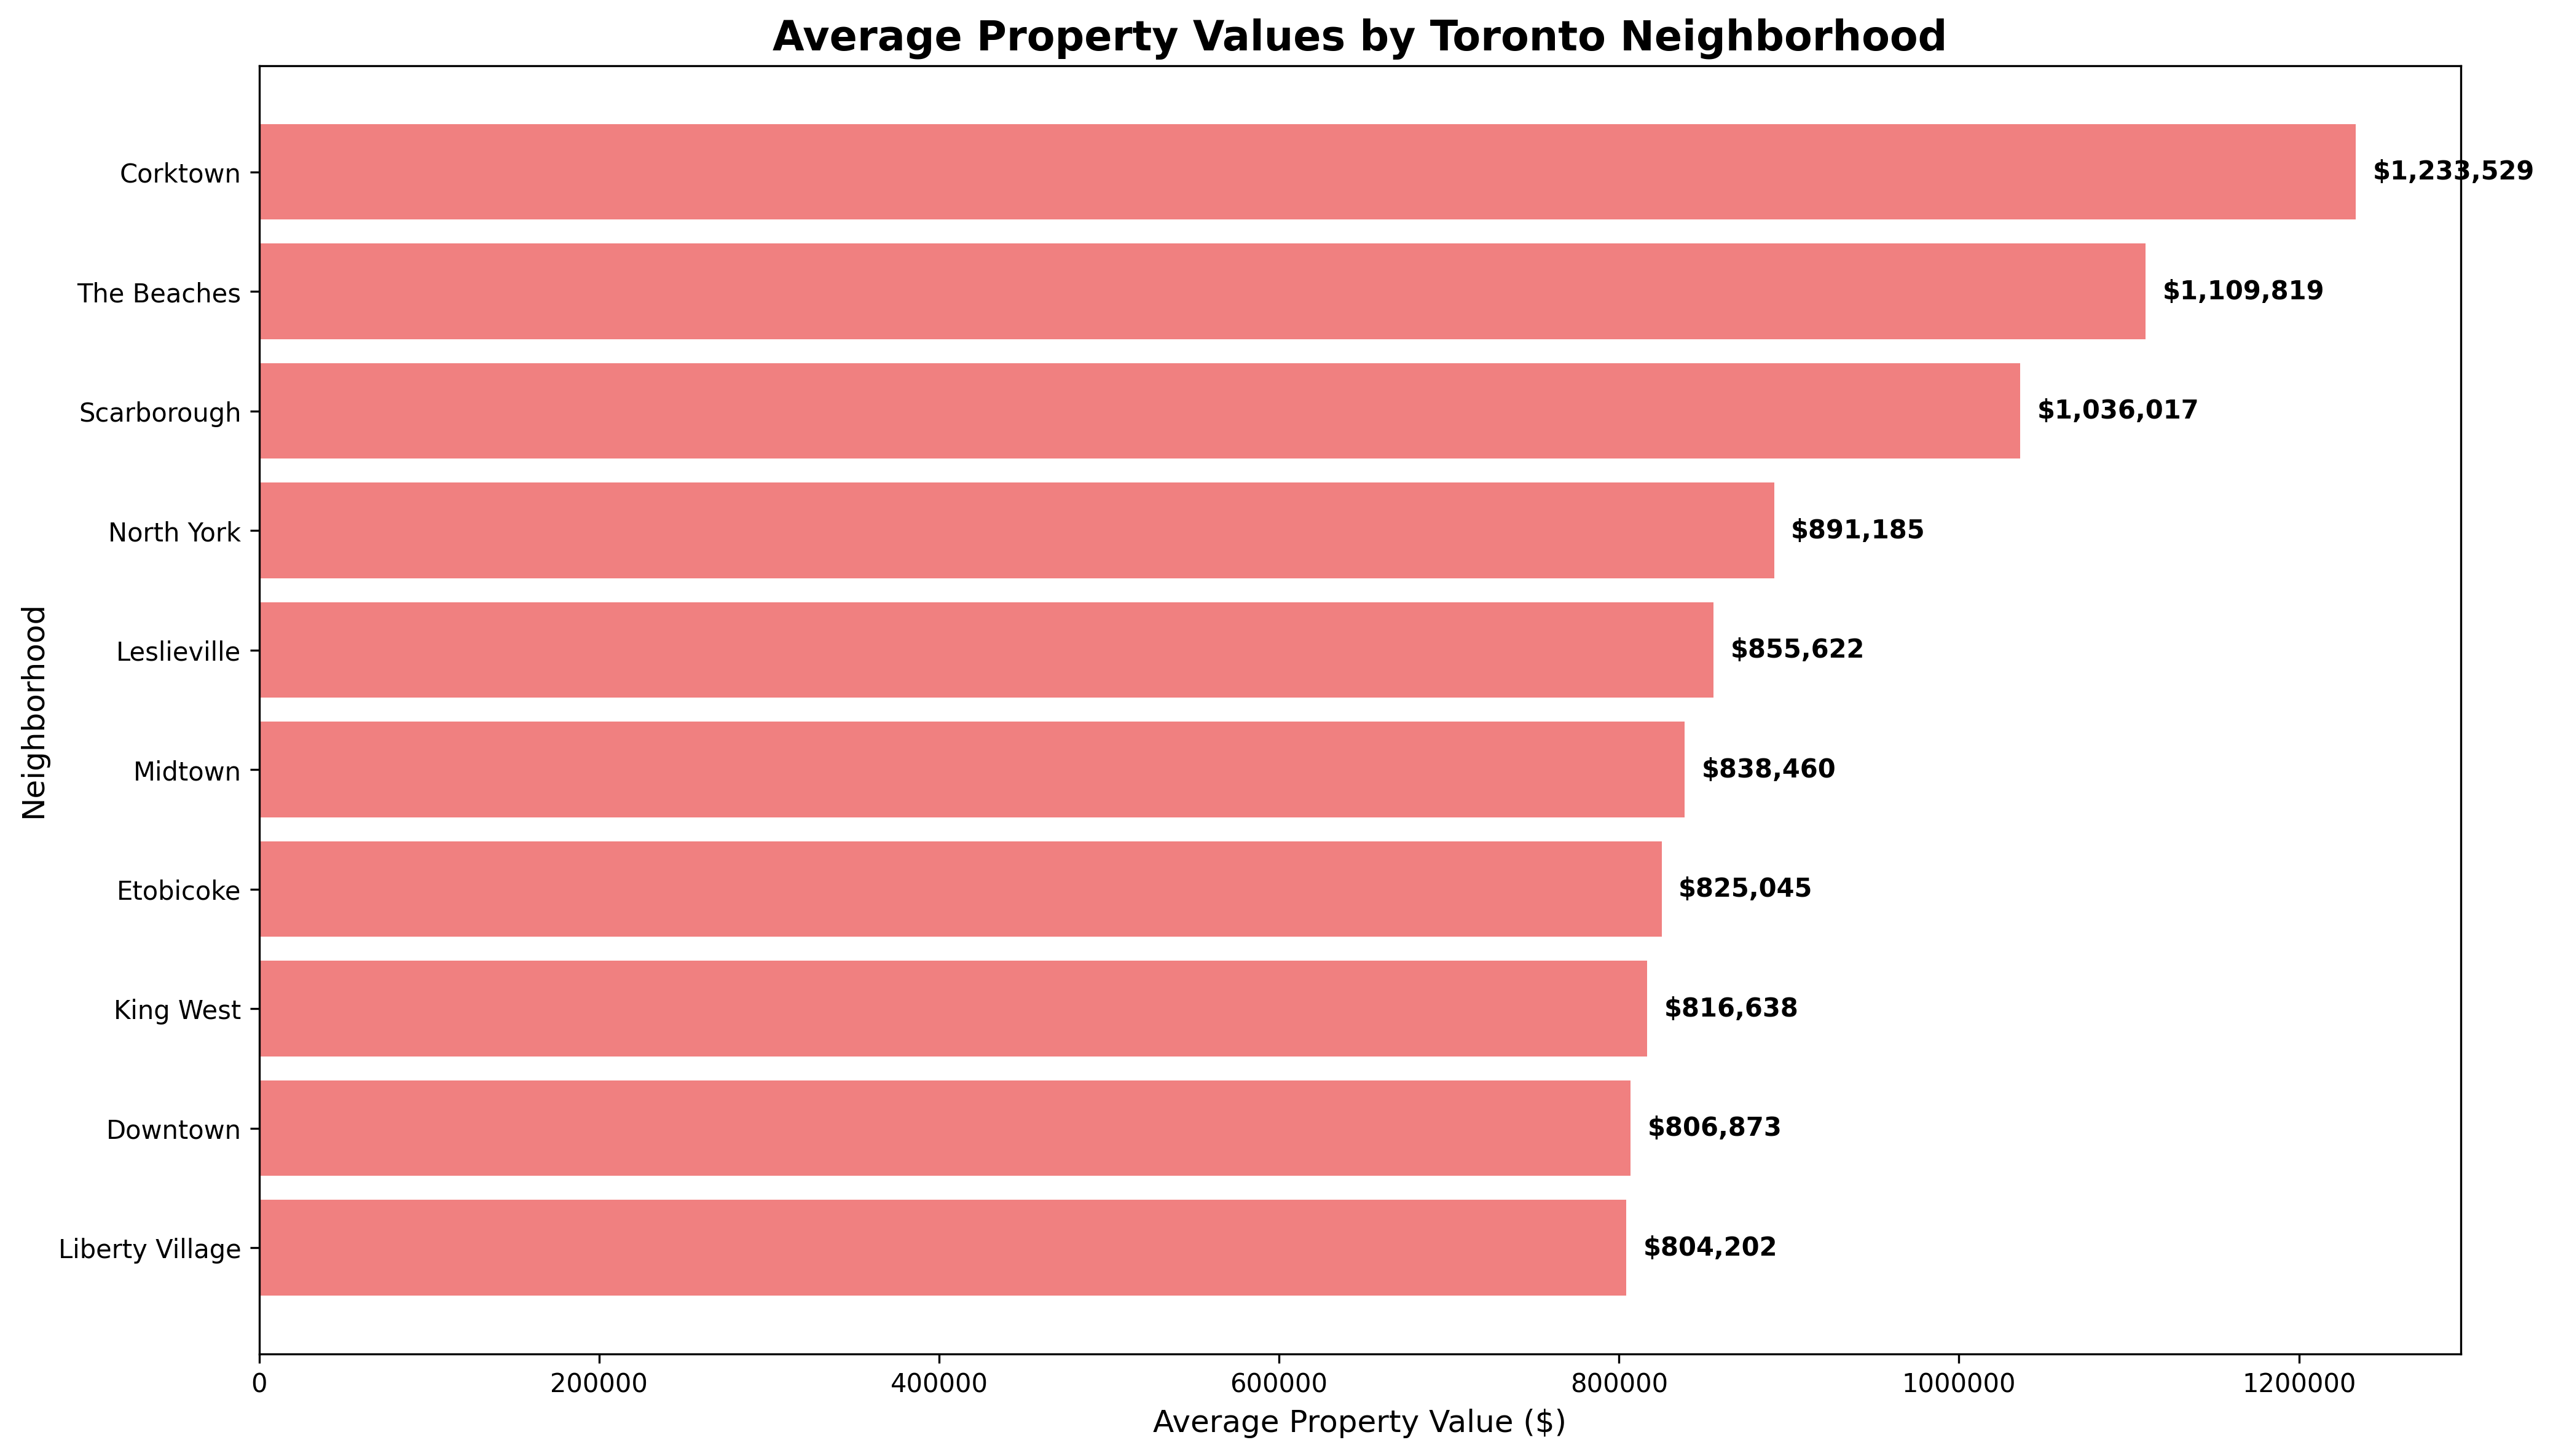 Average Property Values by Toronto Neighborhood
Neighborhood
Corktown $1,233,529
The Beaches $1,109,819
Scarborough $1,036,017
North York $891,185
Leslieville $855,622
Midtown $838,460
Etobicoke $825,045
King West $816,638
Downtown $806,873
Liberty Village $804,202
0 200000 400000 600000 800000 1000000 1200000
Average Property Value ($)